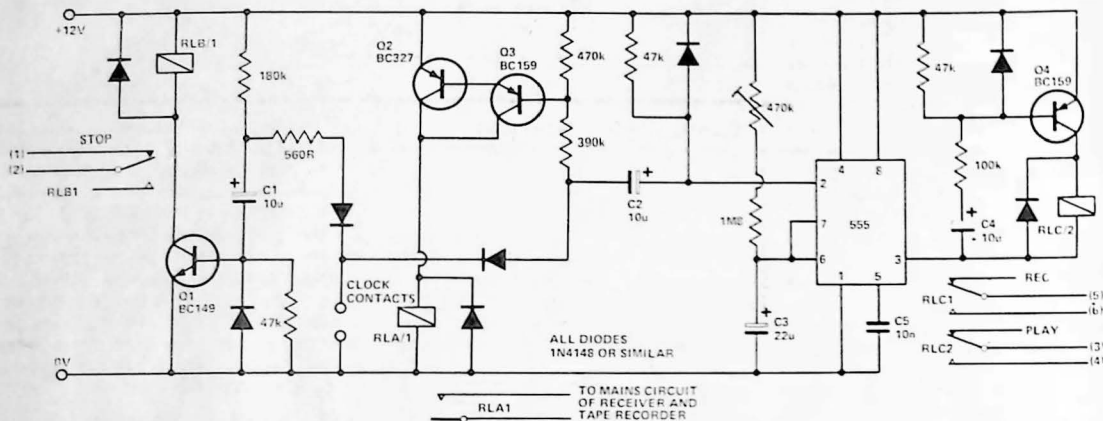 +12V
RLB/1
180k
560R
STOP
(1)
(2)
RLB1
C1
10u
Q1
BC149
47k
CLOCK
CONTACTS
Q2
BC327
Q3
BC159
470k
390k
RLA/1
C2
10u
47k
470k
1M8
C3
22u
4
8
2
7
555
6
3
1
5
C5
10n
47k
Q4
BC159
100k
C4
10u
RLC/2
REC
RLC1
(5)
(6)
PLAY
RLC2
(3)
(4)
ALL DIODES
1N4148 OR SIMILAR
0V
RLA1
TO MAINS CIRCUIT
OF RECEIVER AND
TAPE RECORDER